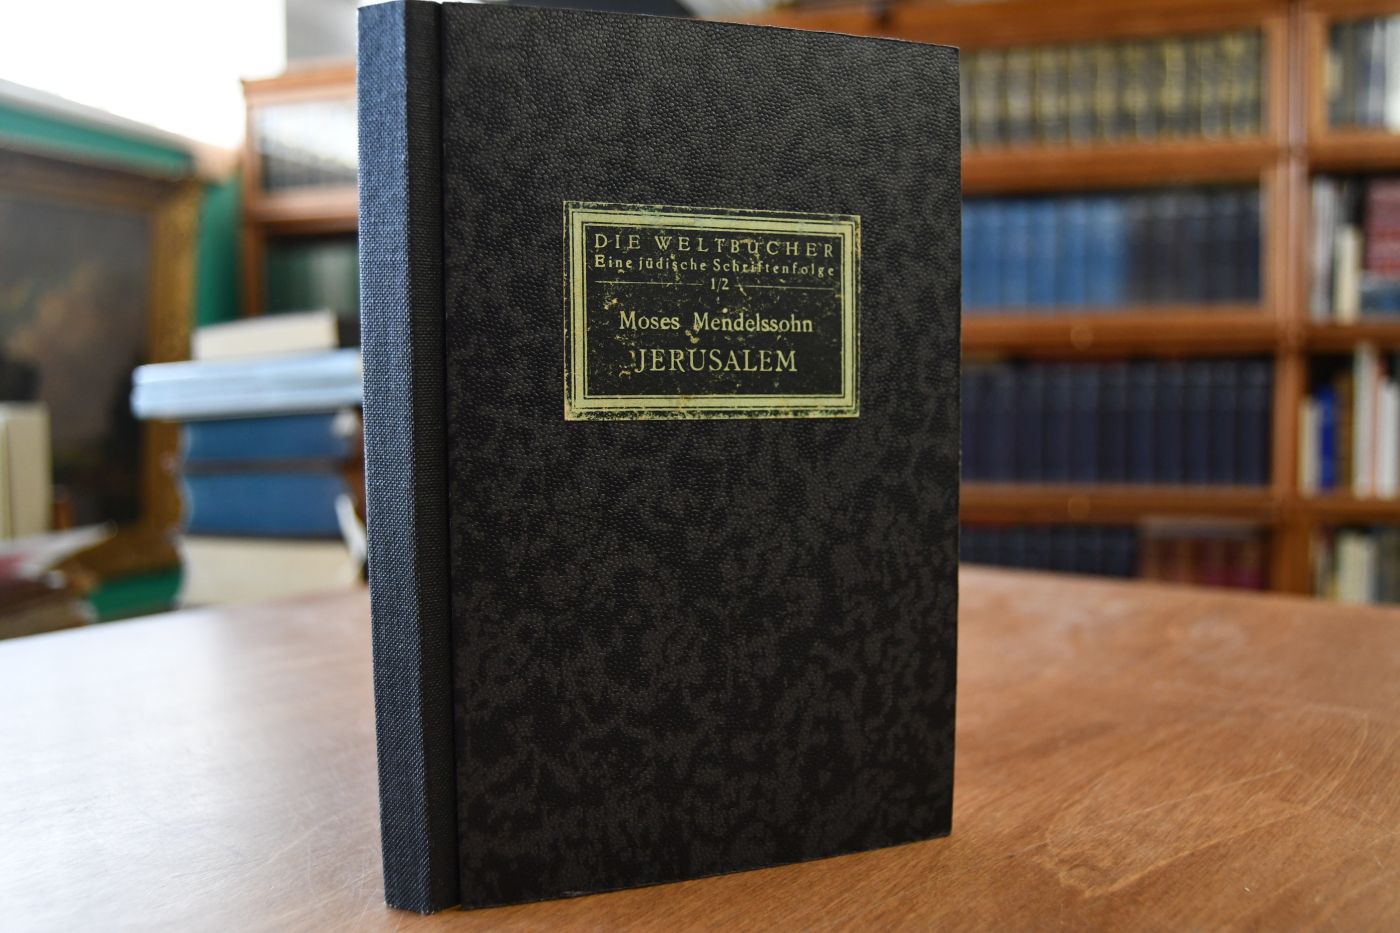 DIE WELTBÜCHER
Eine jüdische Schriftenfolge
1/2
Moses Mendelssohn
JERUSALEM